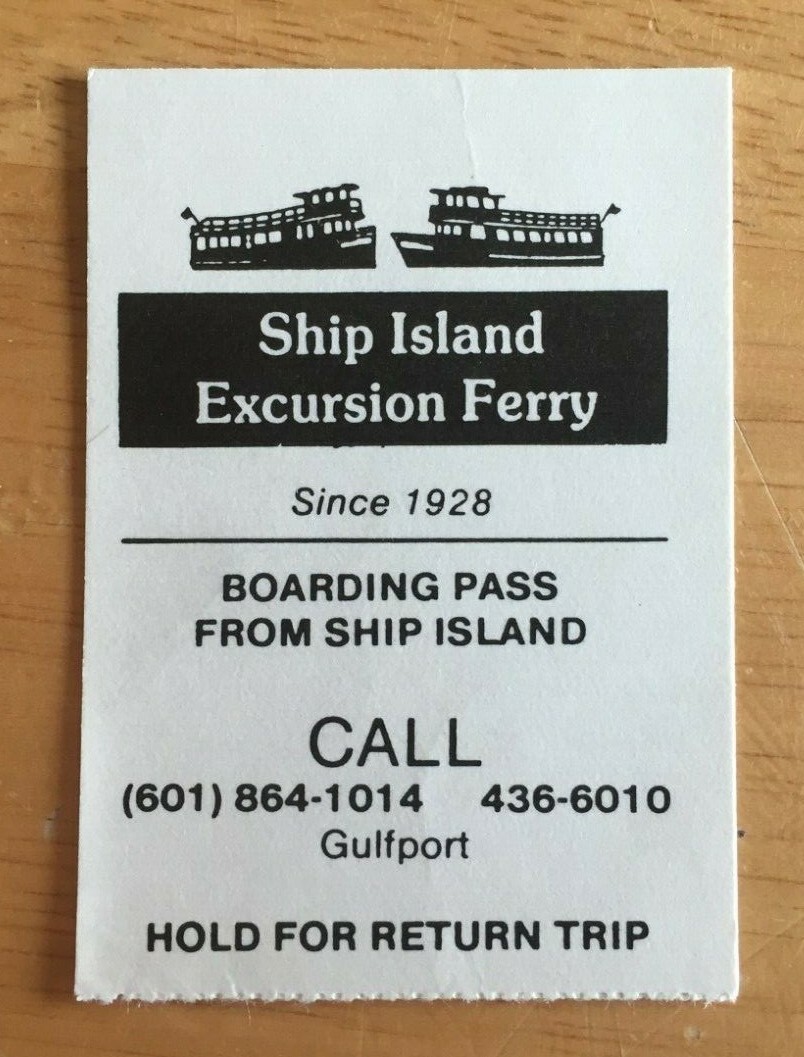 Ship Island
Excursion Ferry
Since 1928
BOARDING PASS
FROM SHIP ISLAND
CALL
(601) 864-1014 436-6010
Gulfport
HOLD FOR RETURN TRIP